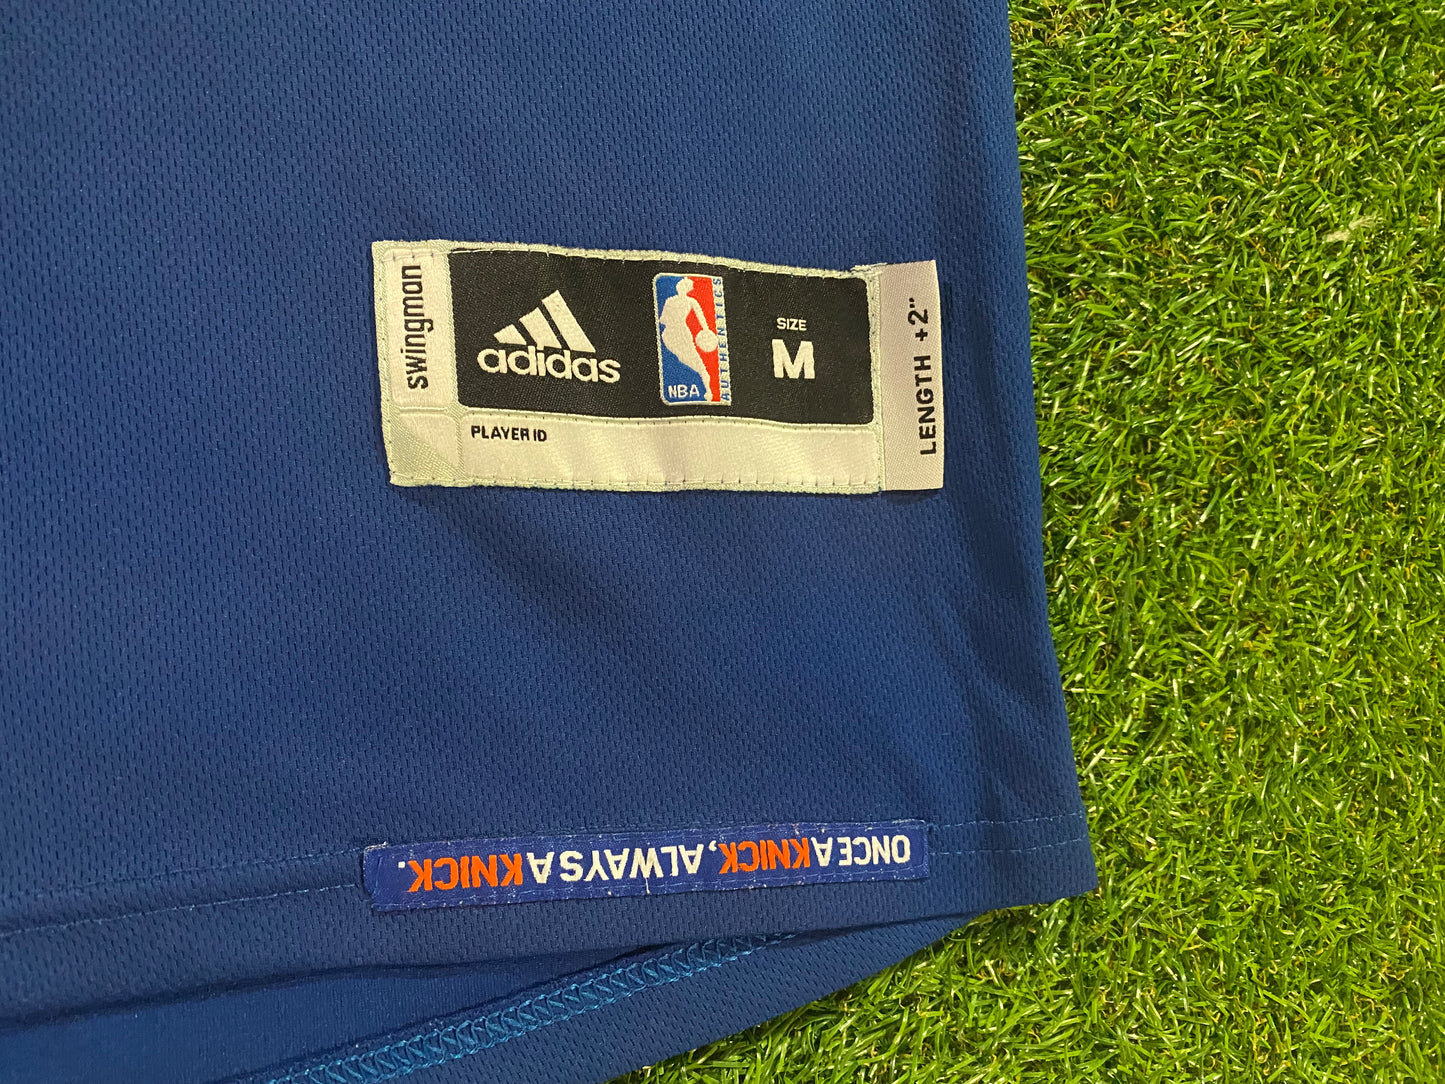 swingman
adidas
NBA
AUTHENTICS
SIZE
M
LENGTH +2"
PLAYER ID
ONCE A KNICK, ALWAYS A KNICK.